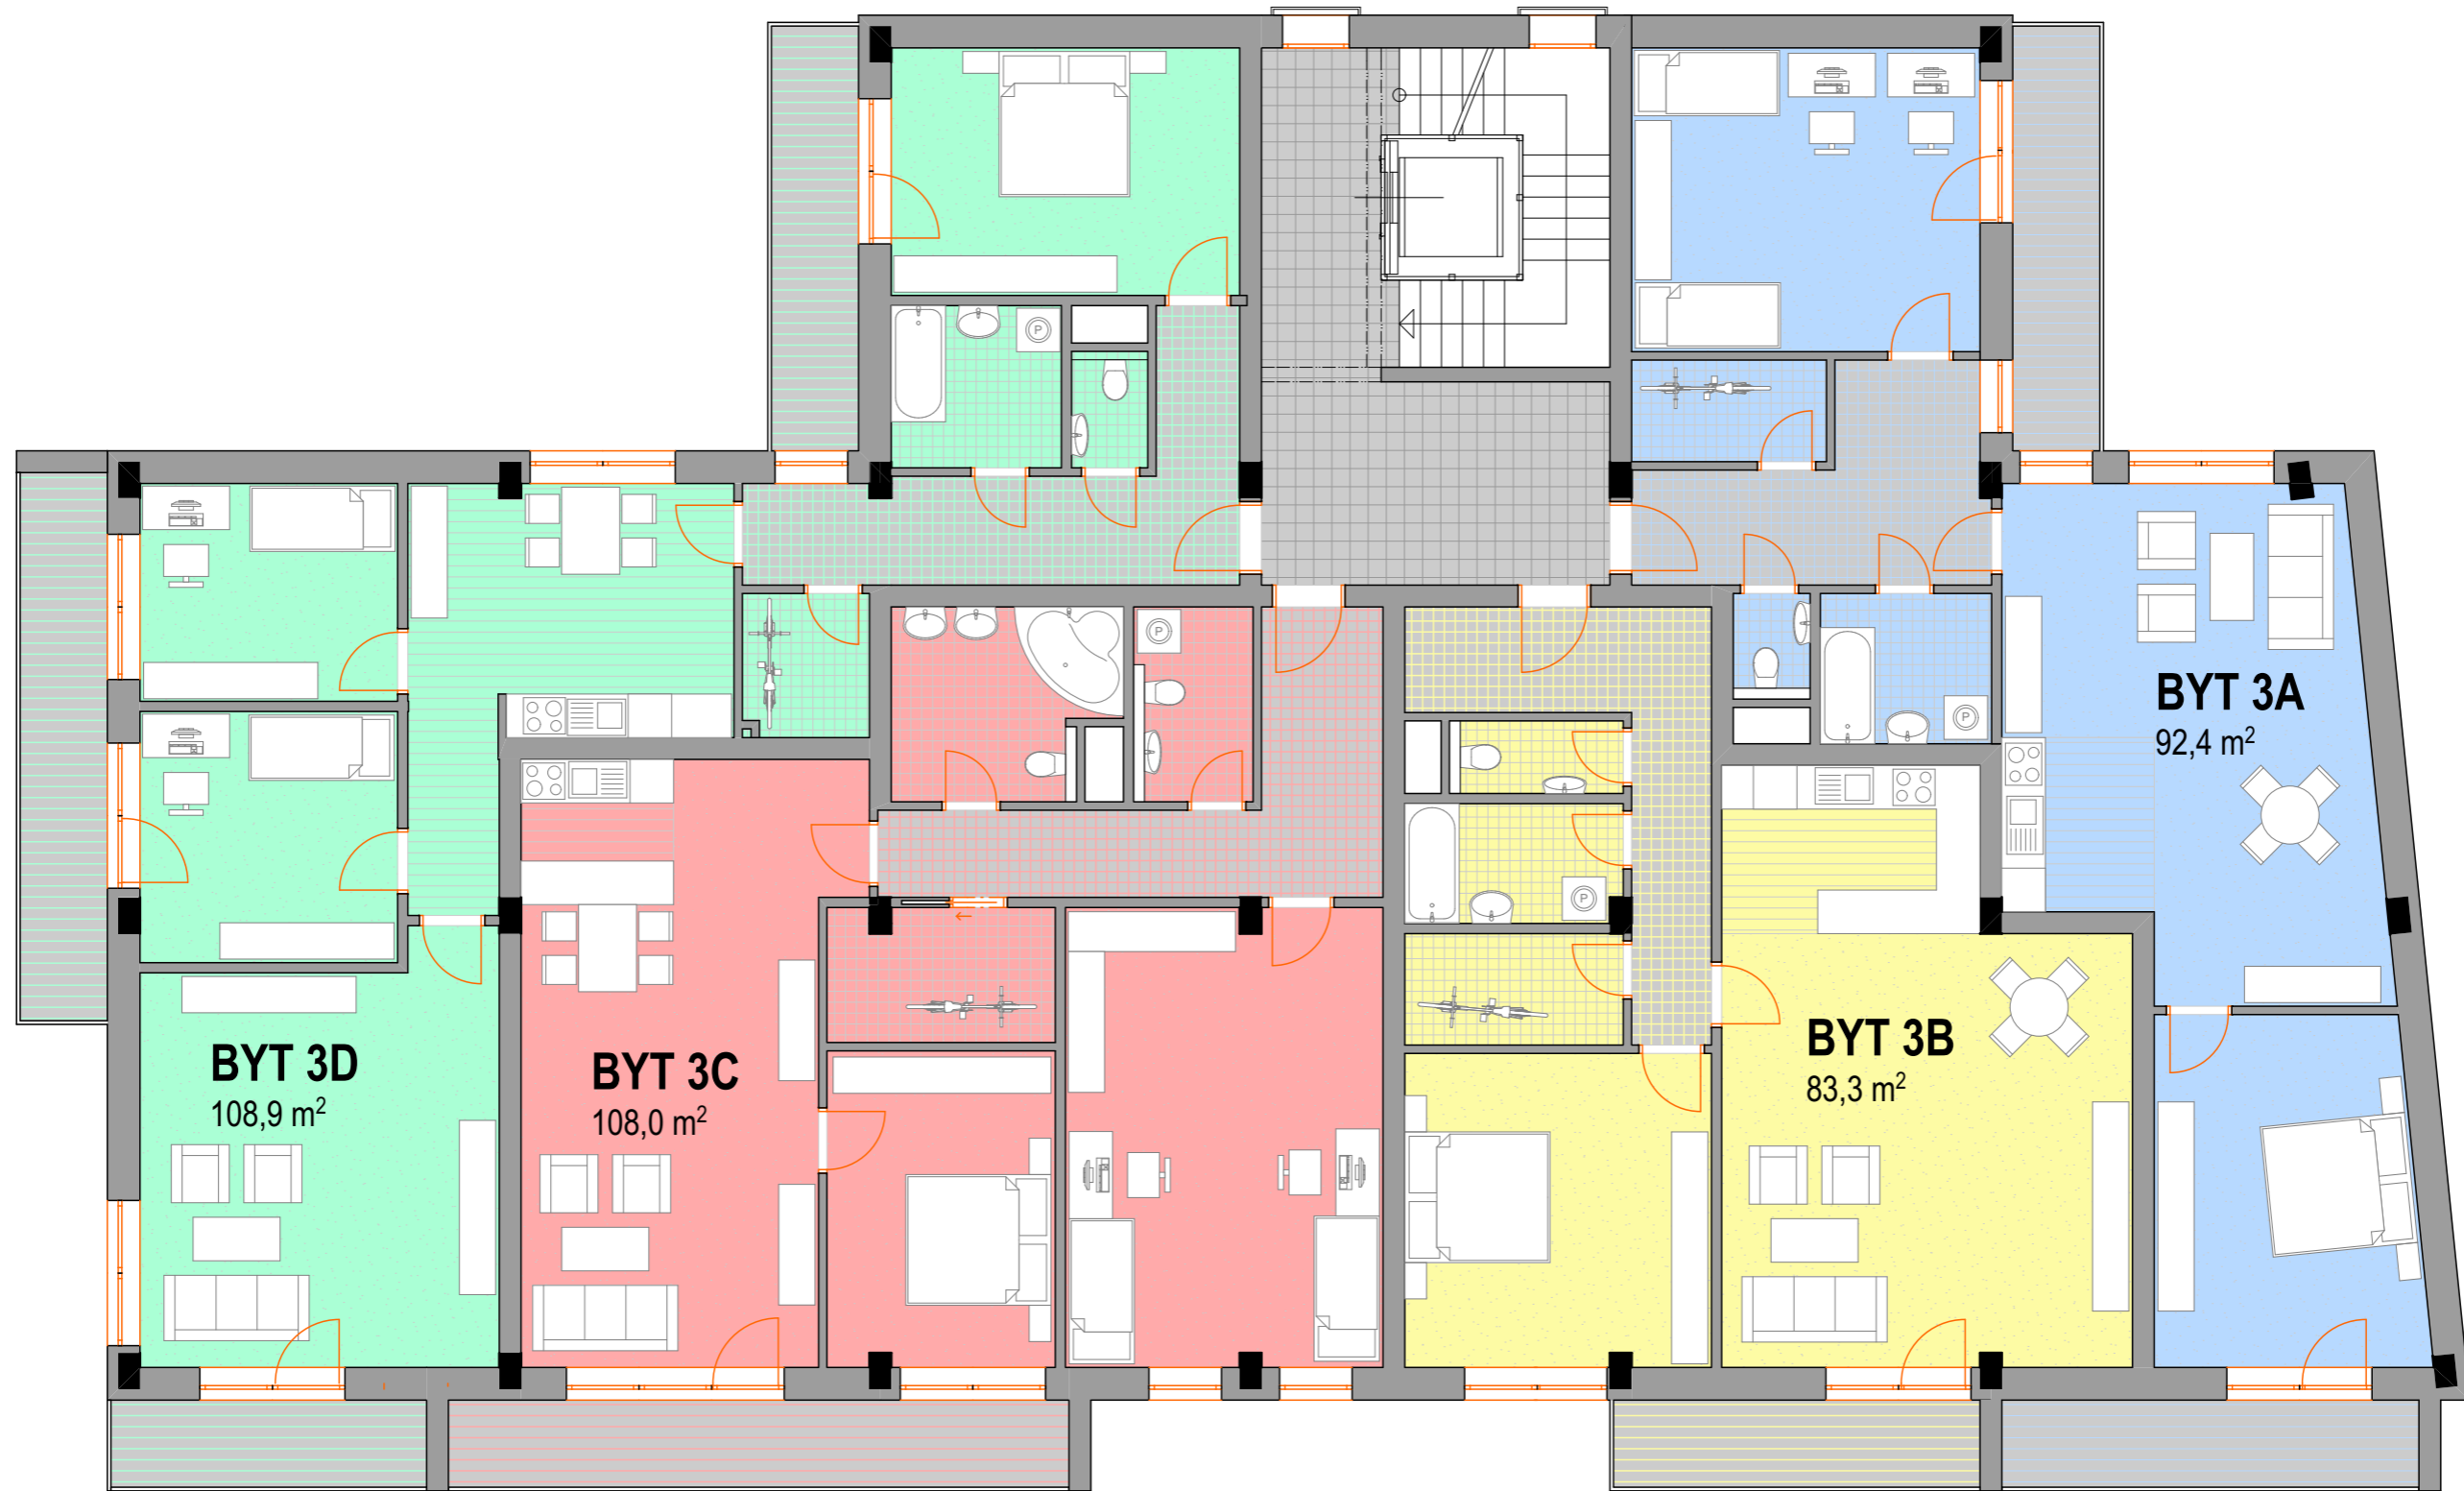 BYT 3A
92,4 m²
BYT 3D
108,9 m²
BYT 3C
108,0 m²
BYT 3B
83,3 m²
P
P
P
P